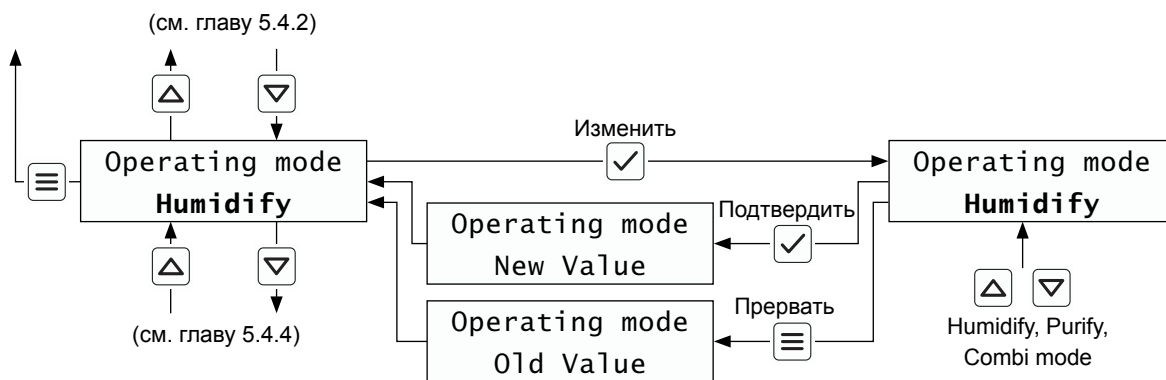 (см. главу 5.4.2)
Изменить
Operating mode
Humidify
Operating mode
Humidify
Подтвердить
Operating mode
New Value
Прервать
Operating mode
Old Value
(см. главу 5.4.4)
Humidify, Purify,
Combi mode